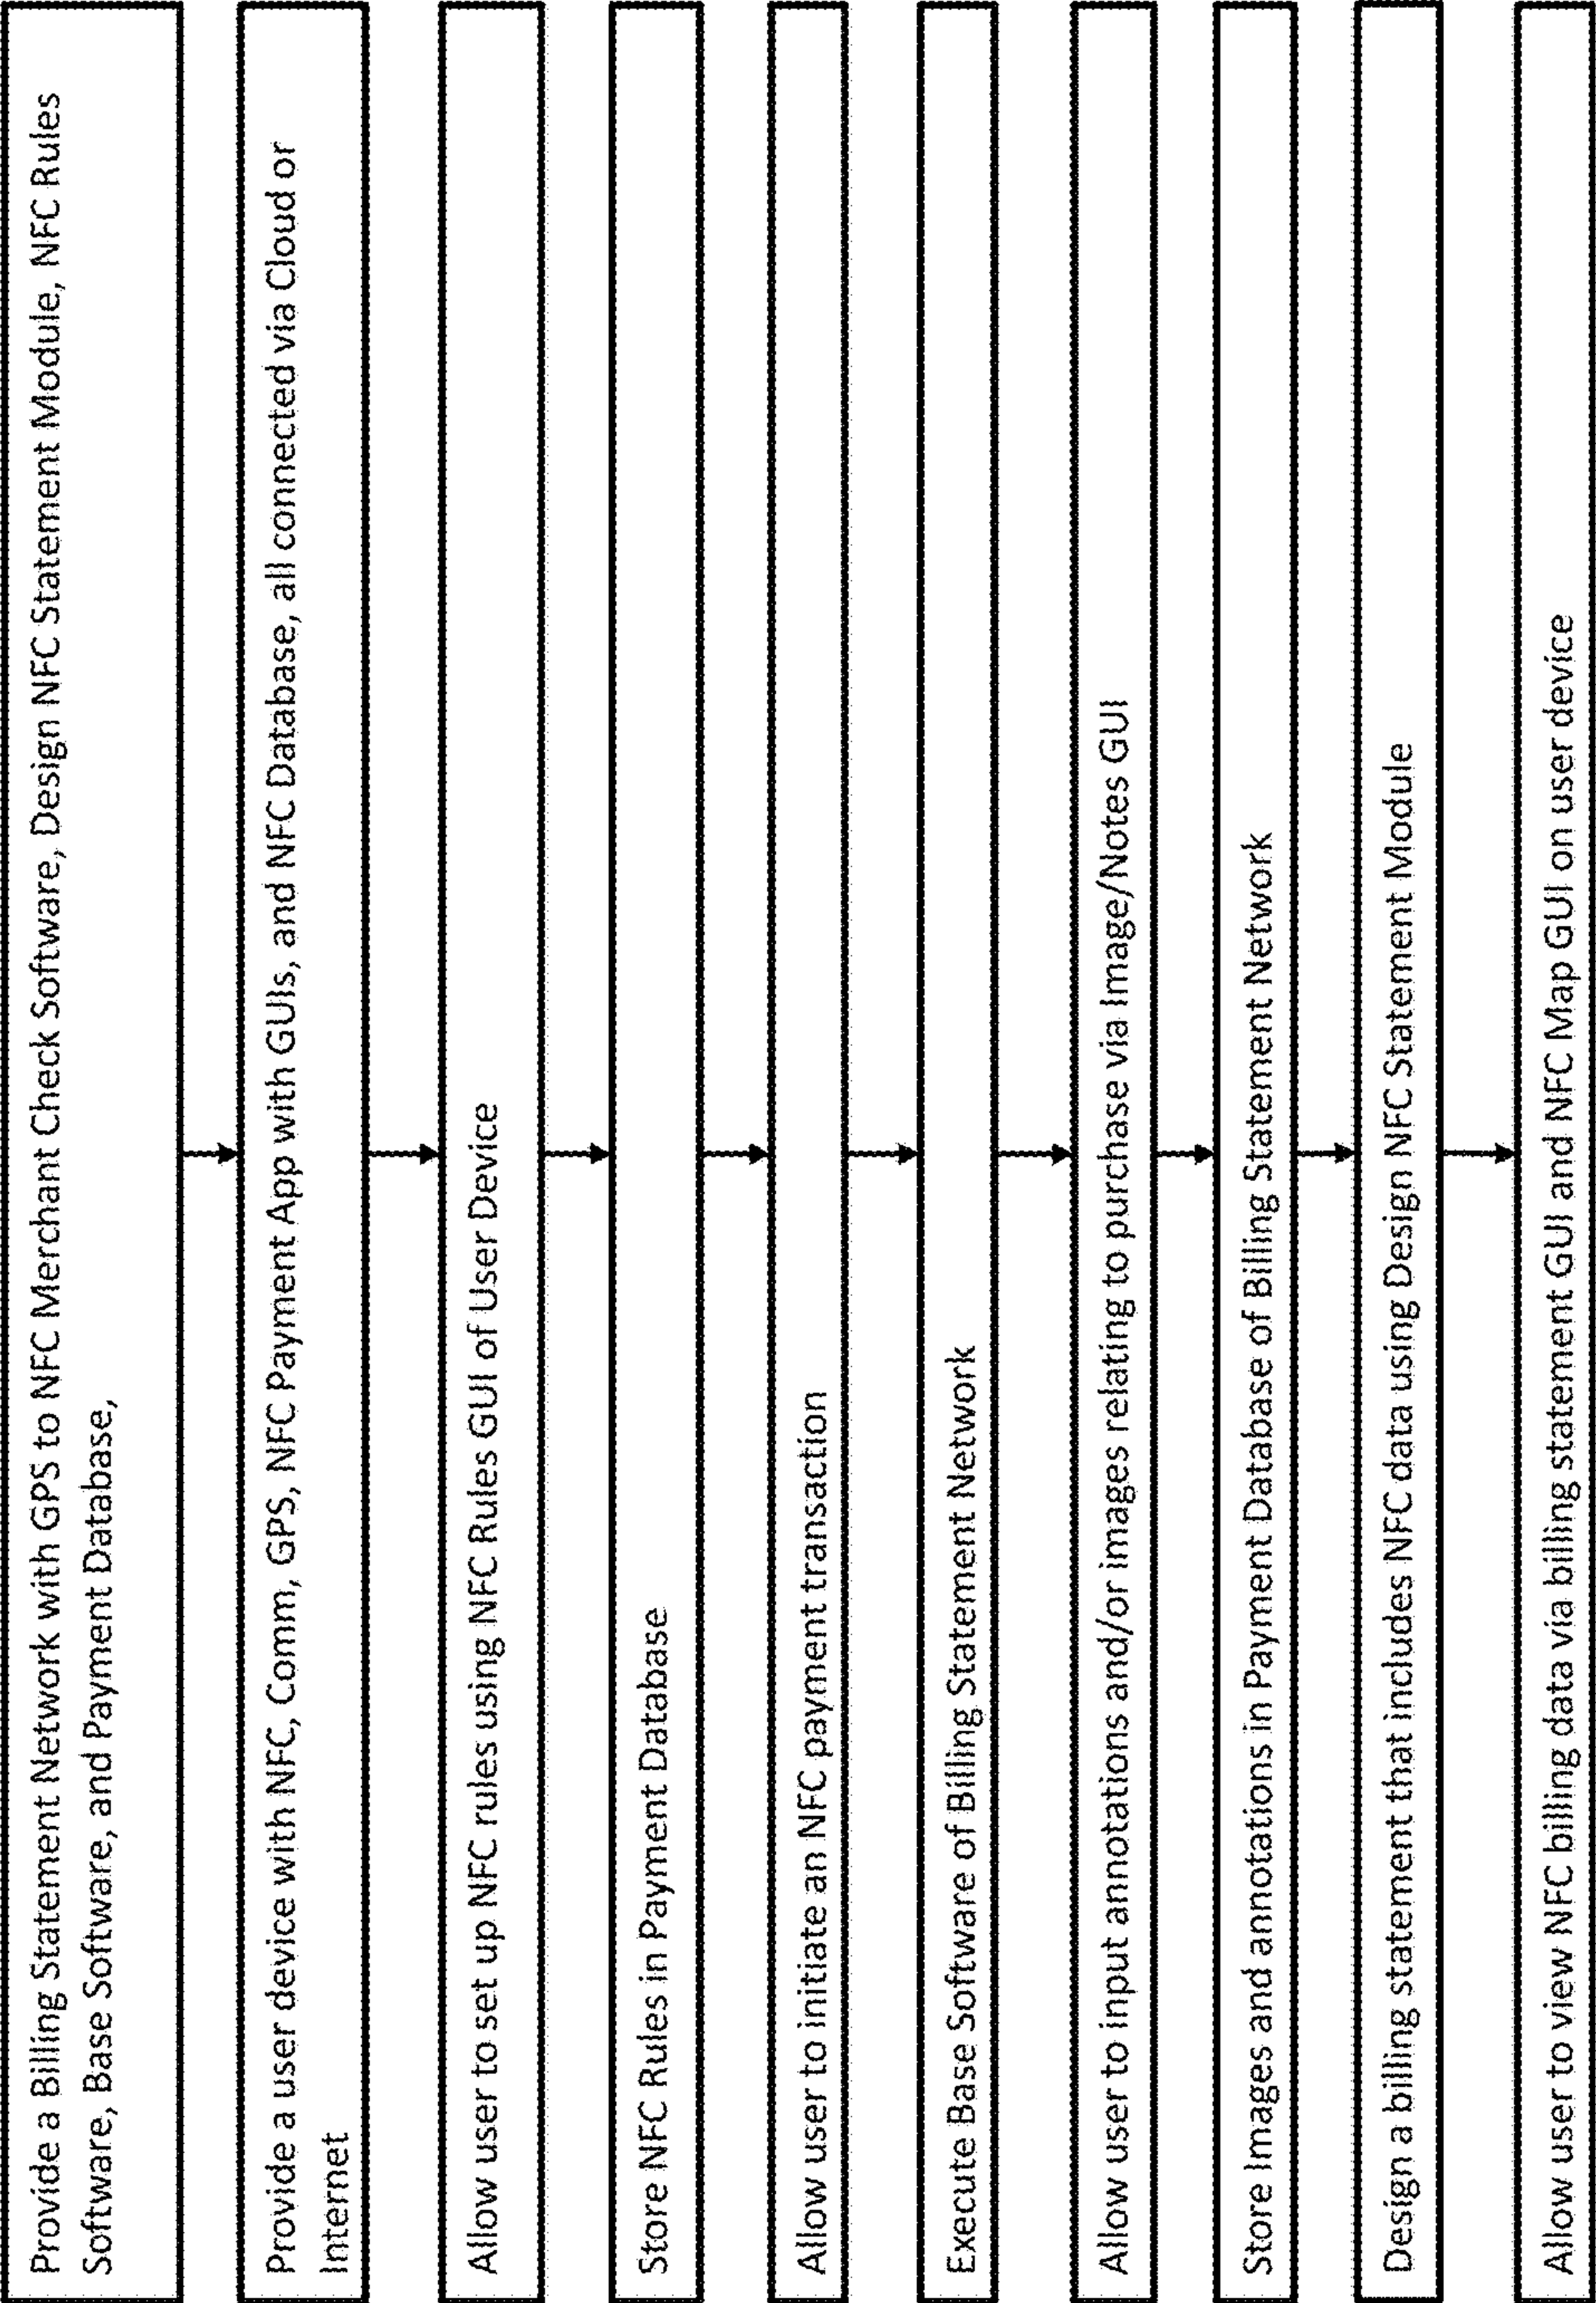 Provide a Billing Statement Network with GPS to NFC Merchant Check Software, Design NFC Statement Module, NFC Rules
Software, Base Software, and Payment Database,
Provide a user device with NFC, Comm, GPS, NFC Payment App with GUIs, and NFC Database, all connected via Cloud or
Internet
Allow user to set up NFC rules using NFC Rules GUI of User Device
Store NFC Rules in Payment Database
Allow user to initiate an NFC payment transaction
Execute Base Software of Billing Statement Network
Allow user to input annotations and/or images relating to purchase via Image/Notes GUI
Store Images and annotations in Payment Database of Billing Statement Network
Design a billing statement that includes NFC data using Design NFC Statement Module
Allow user to view NFC billing data via billing statement GUI and NFC Map GUI on user device